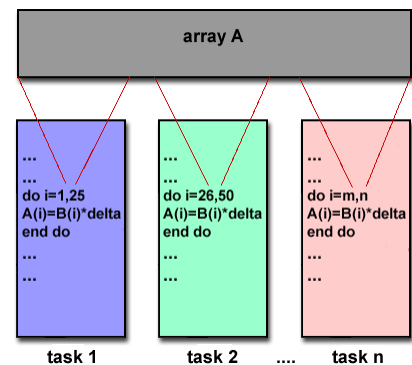 array A
...
...
do i=1,25
A(i)=B(i)*delta
end do
...
...
...
...
do i=26,50
A(i)=B(i)*delta
end do
...
...
...
...
do i=m,n
A(i)=B(i)*delta
end do
...
...
task 1 task 2 .... task n